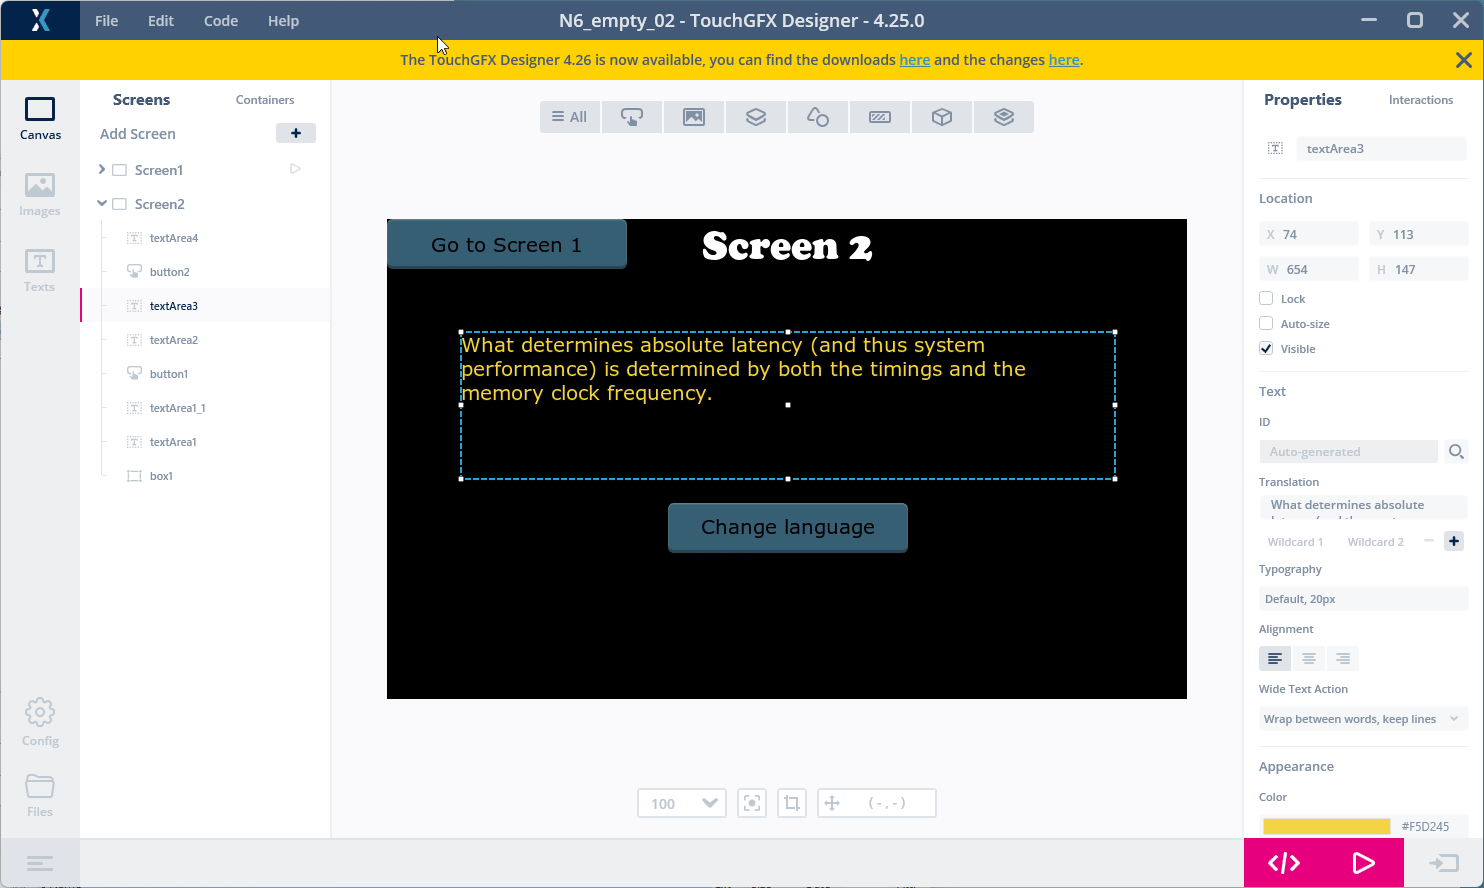 File Edit Code Help
N6_empty_02 - TouchGFX Designer - 4.25.0
The TouchGFX Designer 4.26 is now available, you can find the downloads here and the changes here.
Canvas
Images
Texts
Config
Files
Screens Containers
Add Screen
Screen1
Screen2
textArea4
button2
textArea3
textArea2
button1
textArea1_1
textArea1
box1
All
Go to Screen 1
Screen 2
What determines absolute latency (and thus system
performance) is determined by both the timings and the
memory clock frequency.
Change language
100
(-,-)
Properties Interactions
textArea3
Location
X 74 Y 113
W 654 H 147
Lock
Auto-size
Visible
Text
ID
Auto-generated
Translation
What determines absolute
Wildcard 1 Wildcard 2
Typography
Default, 20px
Alignment
Wide Text Action
Wrap between words, keep lines
Appearance
Color
#F5D245